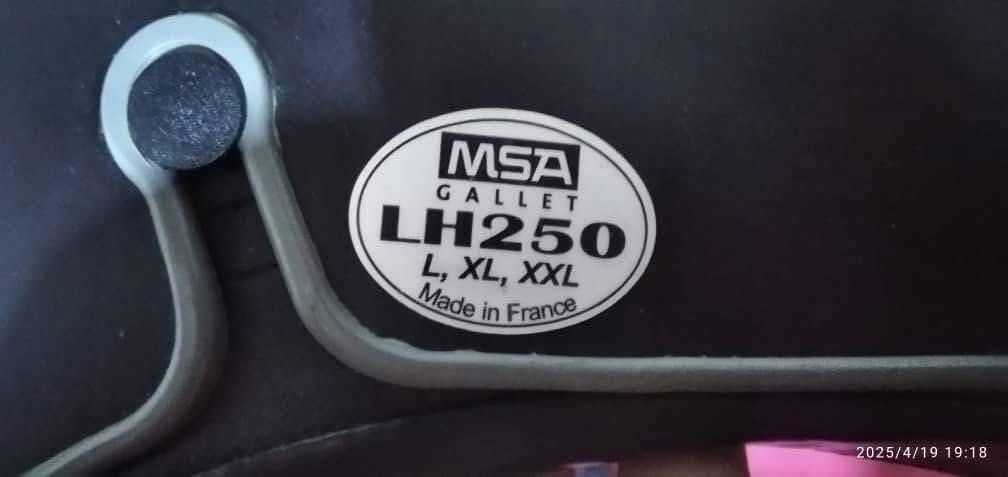 MSA
GALLET
LH250
L, XL, XXL
Made in France
2025/4/19 19:18